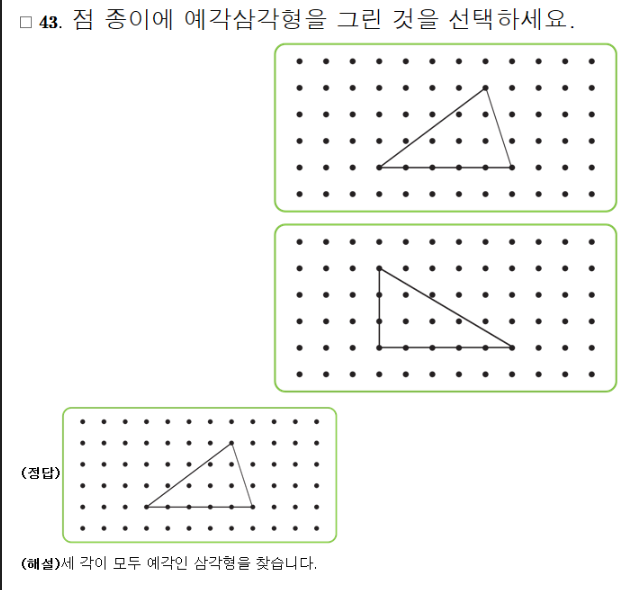 □ 43. 점 종이에 예각삼각형을 그린 것을 선택하세요.
(정답)
(해설)세 각이 모두 예각인 삼각형을 찾습니다.